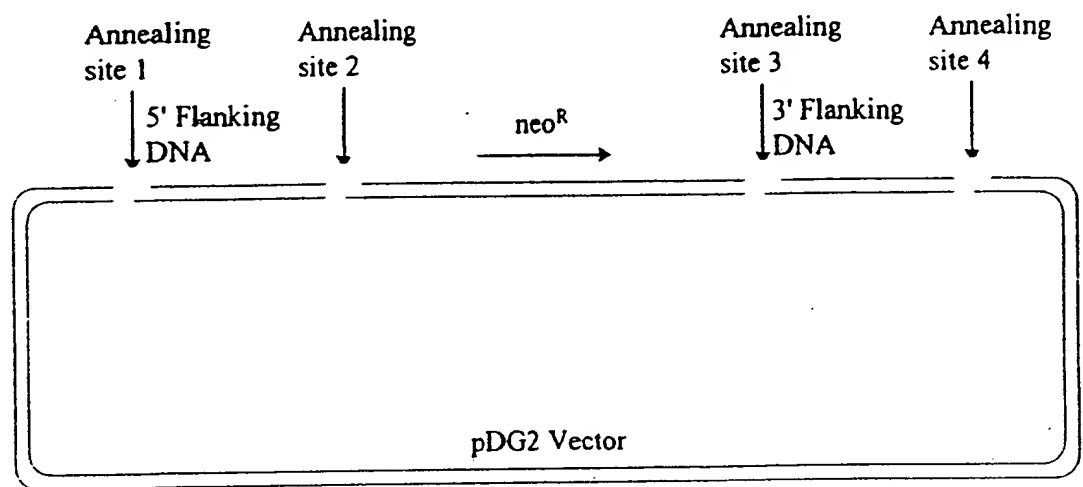 Annealing
site 1
Annealing
site 2
Annealing
site 3
Annealing
site 4
5' Flanking
DNA
neoR
3' Flanking
DNA
pDG2 Vector